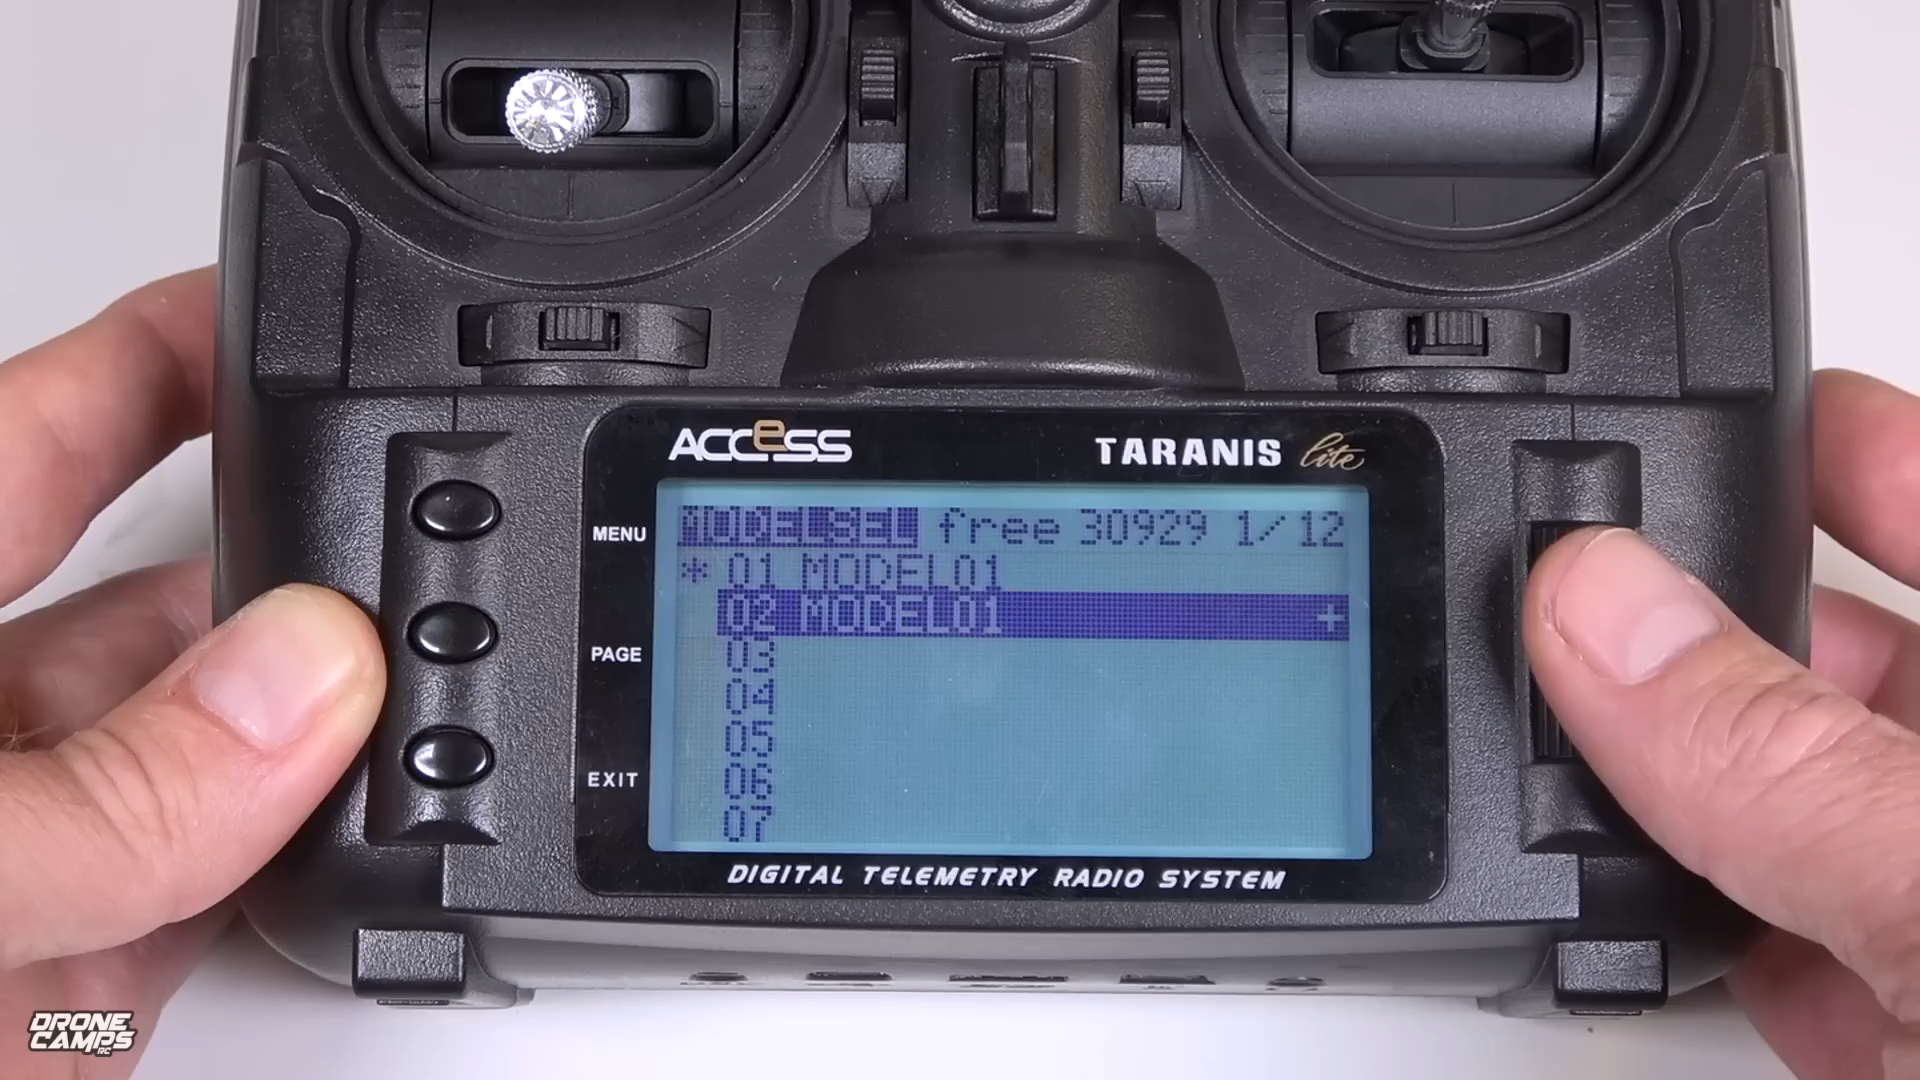 ACCeSS
TARANIS lite
MENU
PAGE
EXIT
MODELSEL free 30929 1/12
* 01 MODEL01
02 MODEL01 +
03
04
05
06
07
DIGITAL TELEMETRY RADIO SYSTEM
DRONE
CAMPS
RC